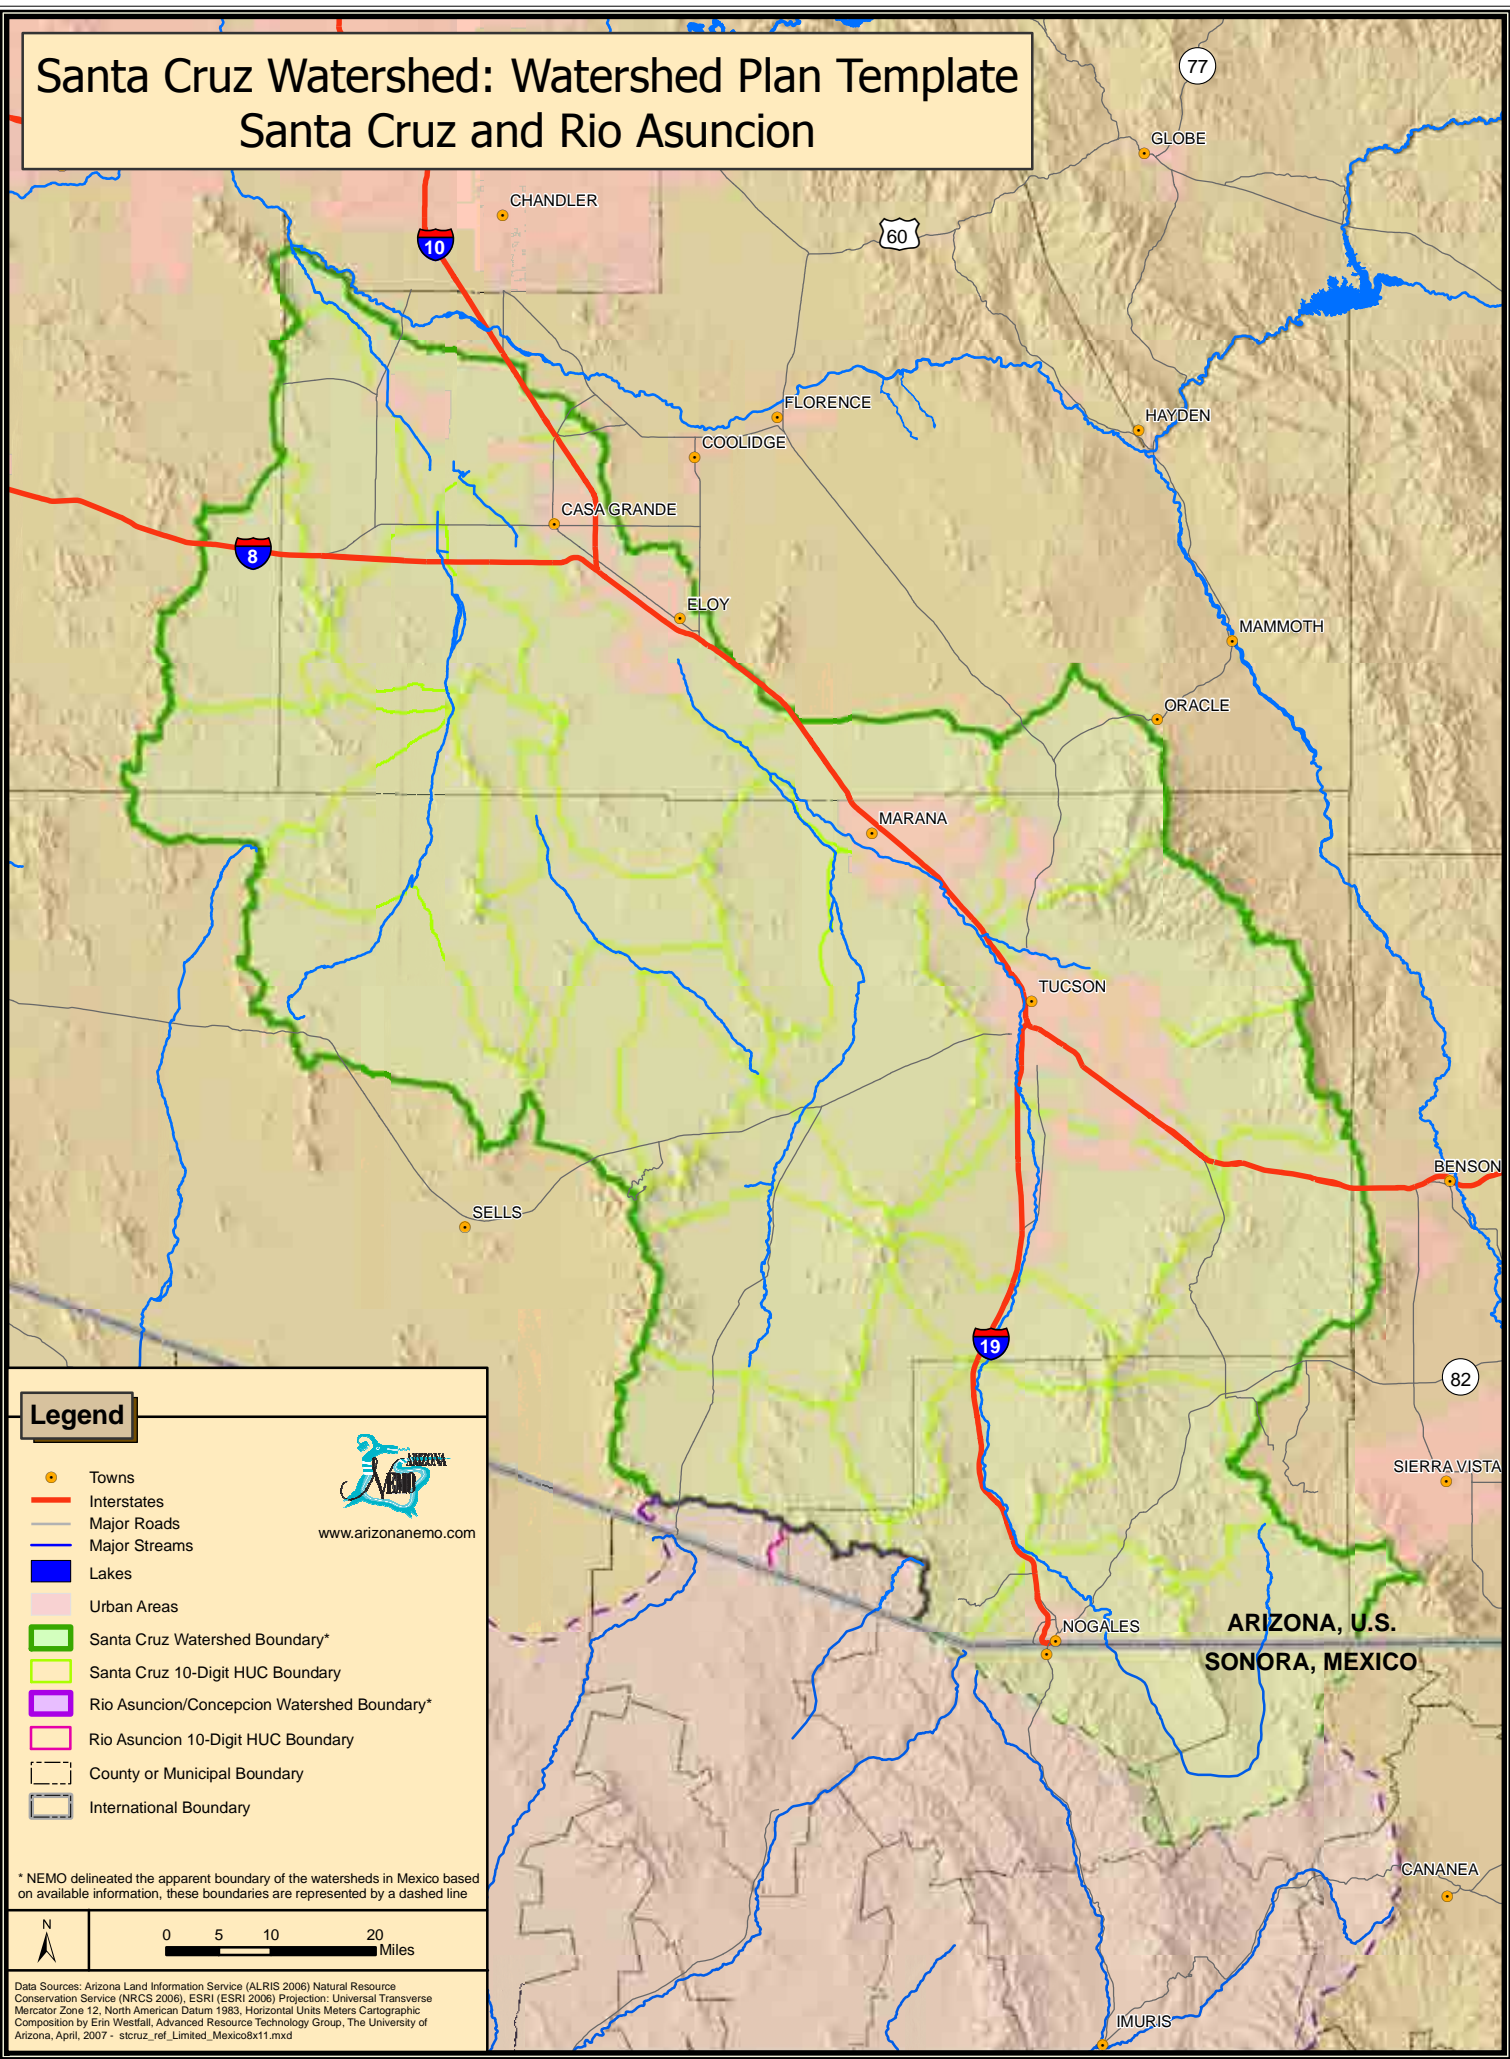 Santa Cruz Watershed: Watershed Plan Template
Santa Cruz and Rio Asuncion
77
GLOBE
CHANDLER
60
10
FLORENCE
HAYDEN
COOLIDGE
CASA GRANDE
8
ELOY
MAMMOTH
ORACLE
MARANA
TUCSON
BENSON
SELLS
19
82
SIERRA VISTA
NOGALES
ARIZONA, U.S.
SONORA, MEXICO
CANANEA
IMURIS
Legend
ARIZONA
NEMO
www.arizonanemo.com
Towns
Interstates
Major Roads
Major Streams
Lakes
Urban Areas
Santa Cruz Watershed Boundary*
Santa Cruz 10-Digit HUC Boundary
Rio Asuncion/Concepcion Watershed Boundary*
Rio Asuncion 10-Digit HUC Boundary
County or Municipal Boundary
International Boundary
* NEMO delineated the apparent boundary of the watersheds in Mexico based
on available information, these boundaries are represented by a dashed line
N
0 5 10 20
Miles
Data Sources: Arizona Land Information Service (ALRIS 2006) Natural Resource
Conservation Service (NRCS 2006), ESRI (ESRI 2006) Projection: Universal Transverse
Mercator Zone 12, North American Datum 1983, Horizontal Units Meters Cartographic
Composition by Erin Westfall, Advanced Resource Technology Group, The University of
Arizona, April, 2007 - stcruz_ref_Limited_Mexico8x11.mxd